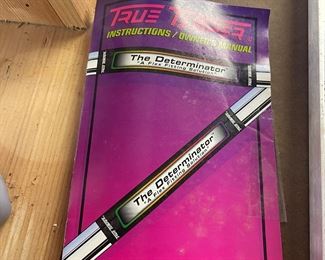 TRUE TEMPER
INSTRUCTIONS / OWNER'S MANUAL
The Determinator
"A Flex Fitting Solution"
The Determinator
"A Flex Fitting Solution"